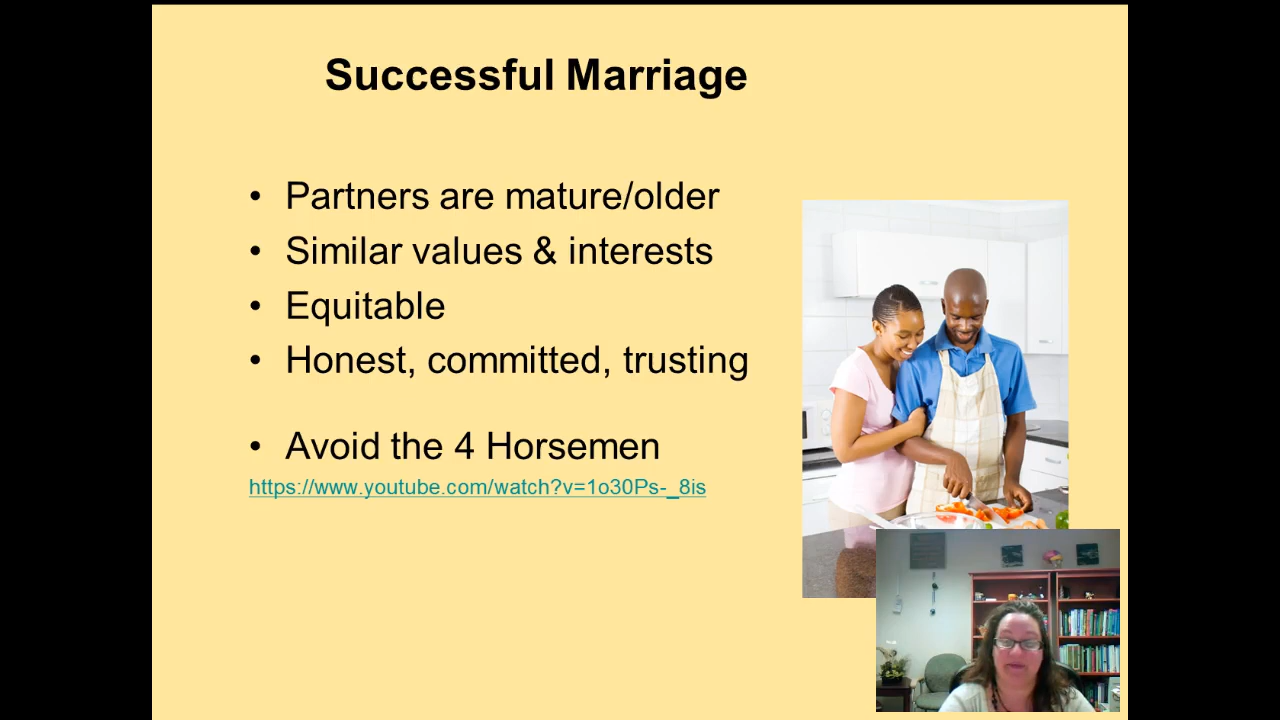 Successful Marriage
• Partners are mature/older
• Similar values & interests
• Equitable
• Honest, committed, trusting
• Avoid the 4 Horsemen
https://www.youtube.com/watch?v=1o30Ps-_8is